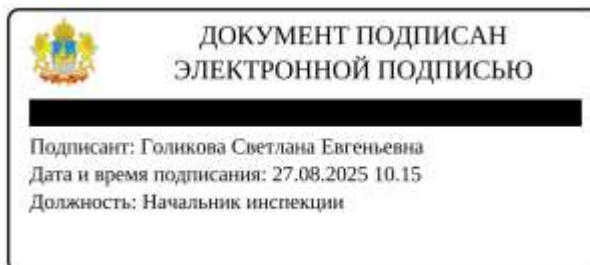 ДОКУМЕНТ ПОДПИСАН
ЭЛЕКТРОННОЙ ПОДПИСЬЮ
Подписант: Голикова Светлана Евгеньевна
Дата и время подписания: 27.08.2025 10.15
Должность: Начальник инспекции